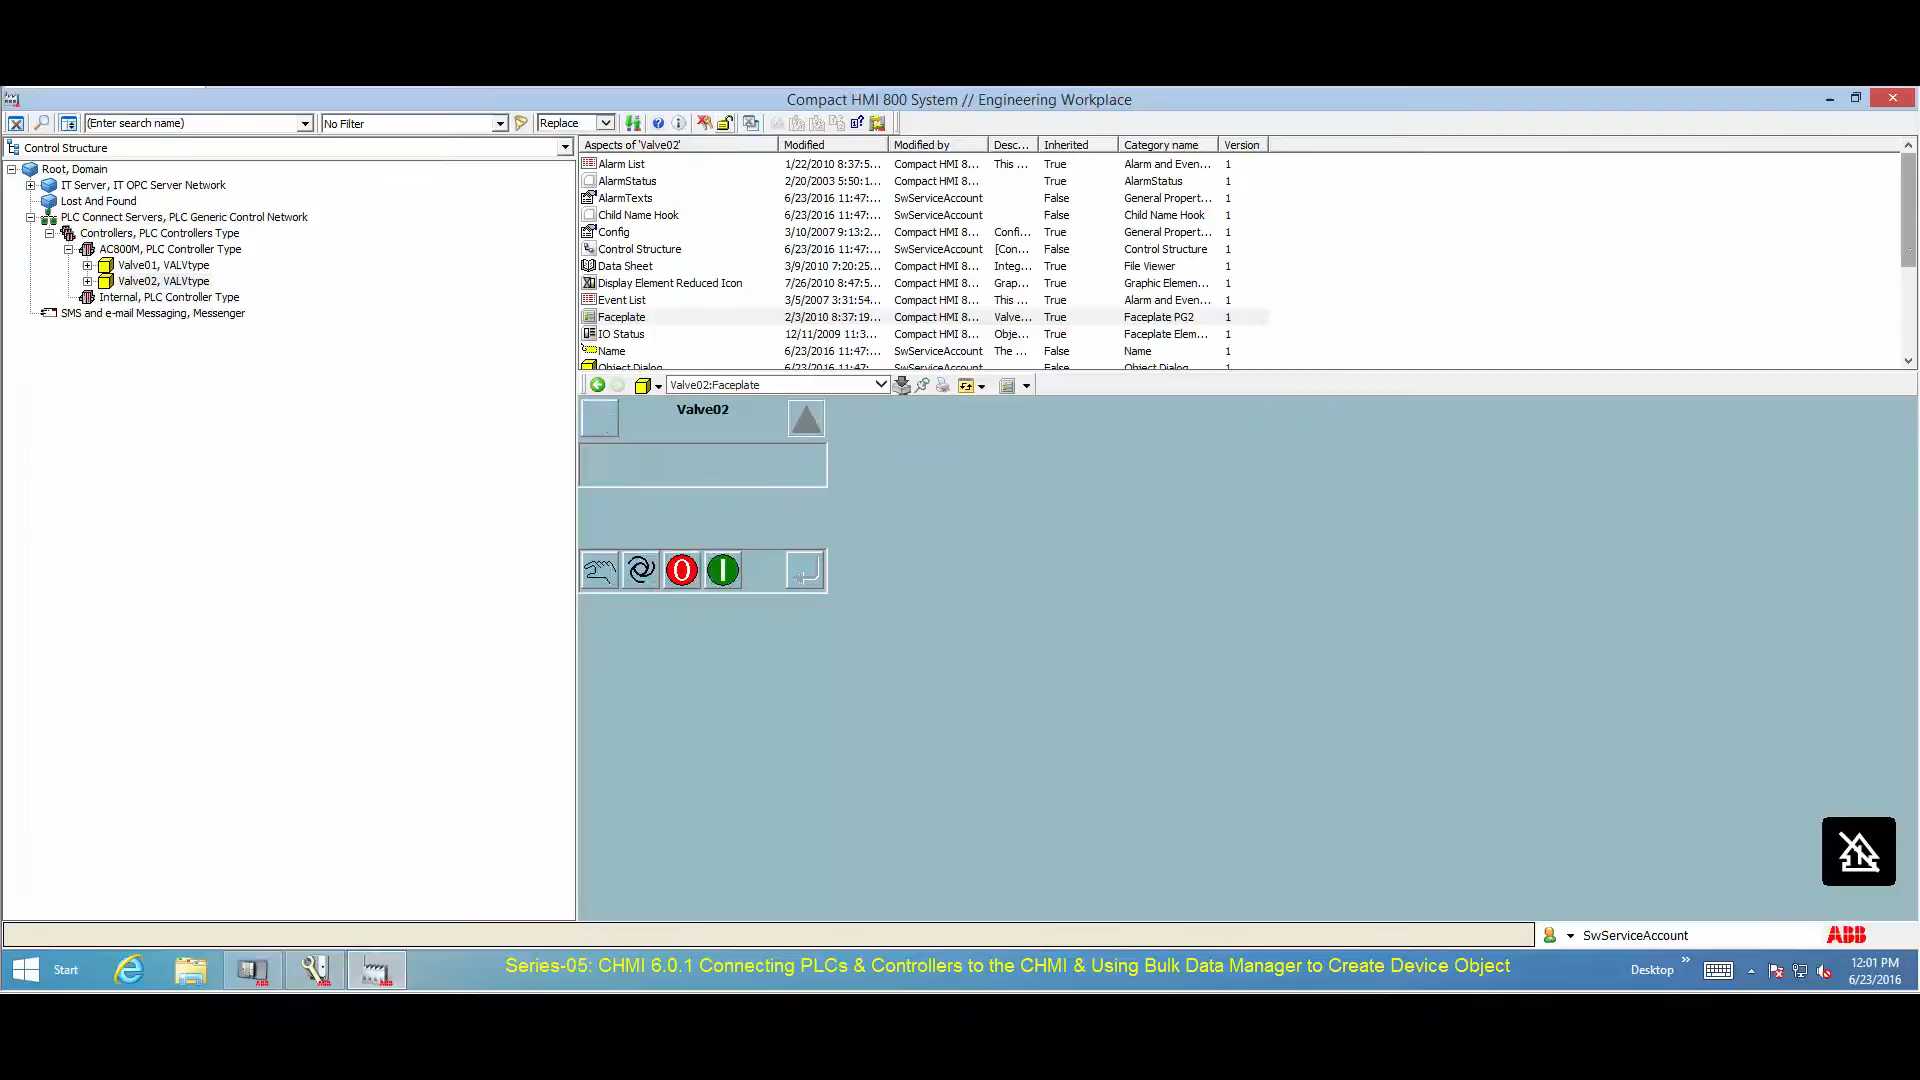 Compact HMI 800 System // Engineering Workplace
(Enter search name) No Filter Replace
Control Structure
Root, Domain
IT Server, IT OPC Server Network
Lost And Found
PLC Connect Servers, PLC Generic Control Network
Controllers, PLC Controllers Type
AC800M, PLC Controller Type
Valve01, VALVtype
Valve02, VALVtype
Internal, PLC Controller Type
SMS and e-mail Messaging, Messenger
Aspects of 'Valve02' Modified Modified by Desc... Inherited Category name Version
Alarm List 1/22/2010 8:37:5... Compact HMI 8... This ... True Alarm and Even... 1
AlarmStatus 2/20/2003 5:50:1... Compact HMI 8... True AlarmStatus 1
AlarmTexts 6/23/2016 11:47:... SwServiceAccount False General Propert... 1
Child Name Hook 6/23/2016 11:47:... SwServiceAccount False Child Name Hook 1
Config 3/10/2007 9:13:2... Compact HMI 8... Confi... True General Propert... 1
Control Structure 6/23/2016 11:47:... SwServiceAccount [Con... False Control Structure 1
Data Sheet 3/9/2010 7:20:25... Compact HMI 8... Integ... True File Viewer 1
Display Element Reduced Icon 7/26/2010 8:47:5... Compact HMI 8... Grap... True Graphic Elemen... 1
Event List 3/5/2007 3:31:54... Compact HMI 8... This ... True Alarm and Even... 1
Faceplate 2/3/2010 8:37:19... Compact HMI 8... Valve... True Faceplate PG2 1
IO Status 12/11/2009 11:3... Compact HMI 8... Obje... True Faceplate Elem... 1
Name 6/23/2016 11:47:... SwServiceAccount The ... False Name 1
Object Dialog 6/23/2016 11:47:... SwServiceAccount False Object Dialog 1
Valve02:Faceplate
Valve02
0 I
SwServiceAccount ABB
Start
Series-05: CHMI 6.0.1 Connecting PLCs & Controllers to the CHMI & Using Bulk Data Manager to Create Device Object
Desktop
12:01 PM
6/23/2016